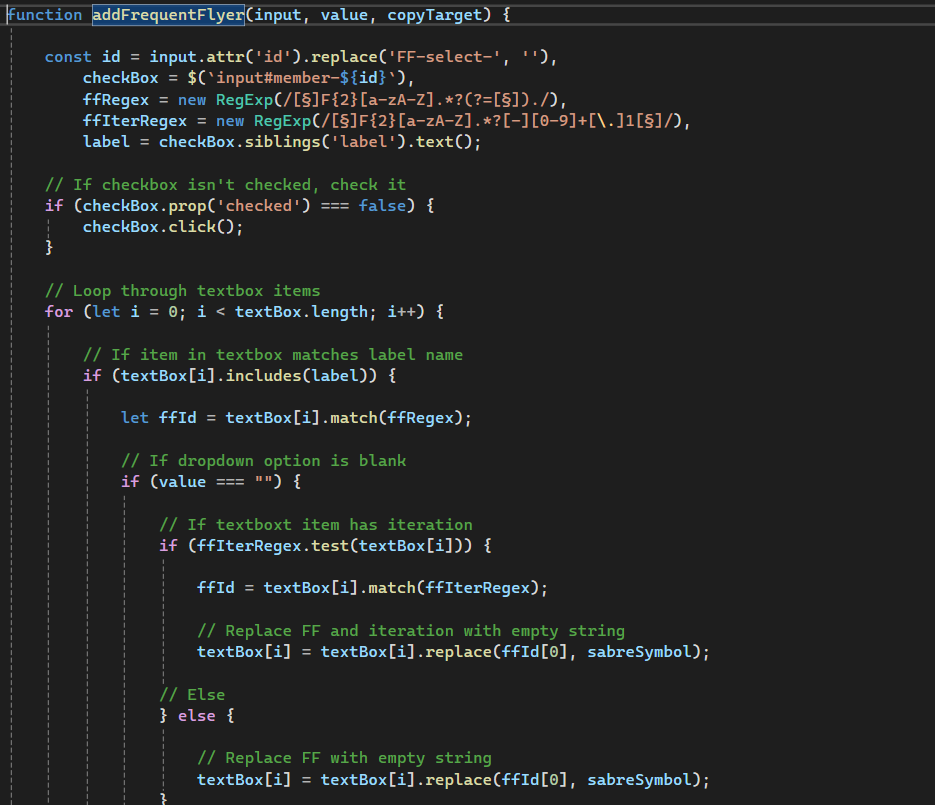 function addFrequentFlyer(input, value, copyTarget) {
const id = input.attr('id').replace('FF-select-', ''),
checkBox = $(`input#member-${id}`),
ffRegex = new RegExp(/[§]F{2}[a-zA-Z].*?(?=[§])./),
ffIterRegex = new RegExp(/[§]F{2}[a-zA-Z].*?[-][0-9]+[\.]1[§]/),
label = checkBox.siblings('label').text();
// If checkbox isn't checked, check it
if (checkBox.prop('checked') === false) {
checkBox.click();
}
// Loop through textbox items
for (let i = 0; i < textBox.length; i++) {
// If item in textbox matches label name
if (textBox[i].includes(label)) {
let ffId = textBox[i].match(ffRegex);
// If dropdown option is blank
if (value === "") {
// If textboxt item has iteration
if (ffIterRegex.test(textBox[i])) {
ffId = textBox[i].match(ffIterRegex);
// Replace FF and iteration with empty string
textBox[i] = textBox[i].replace(ffId[0], sabreSymbol);
// Else
} else {
// Replace FF with empty string
textBox[i] = textBox[i].replace(ffId[0], sabreSymbol);
}